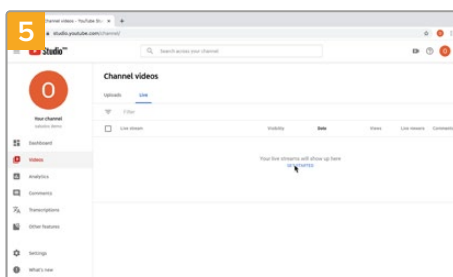 5
Channel videos - YouTube Stu
studio.youtube.com/channel/
Studio
Search across your channel
O
Channel videos
Uploads
Live
Filter
Live stream
Visibility
Date
Views
Live viewers
Comments
Your live streams will show up here
GET STARTED
O
Your channel
Dashboard
Videos
Analytics
Comments
Transcriptions
Other features
Settings
What's new